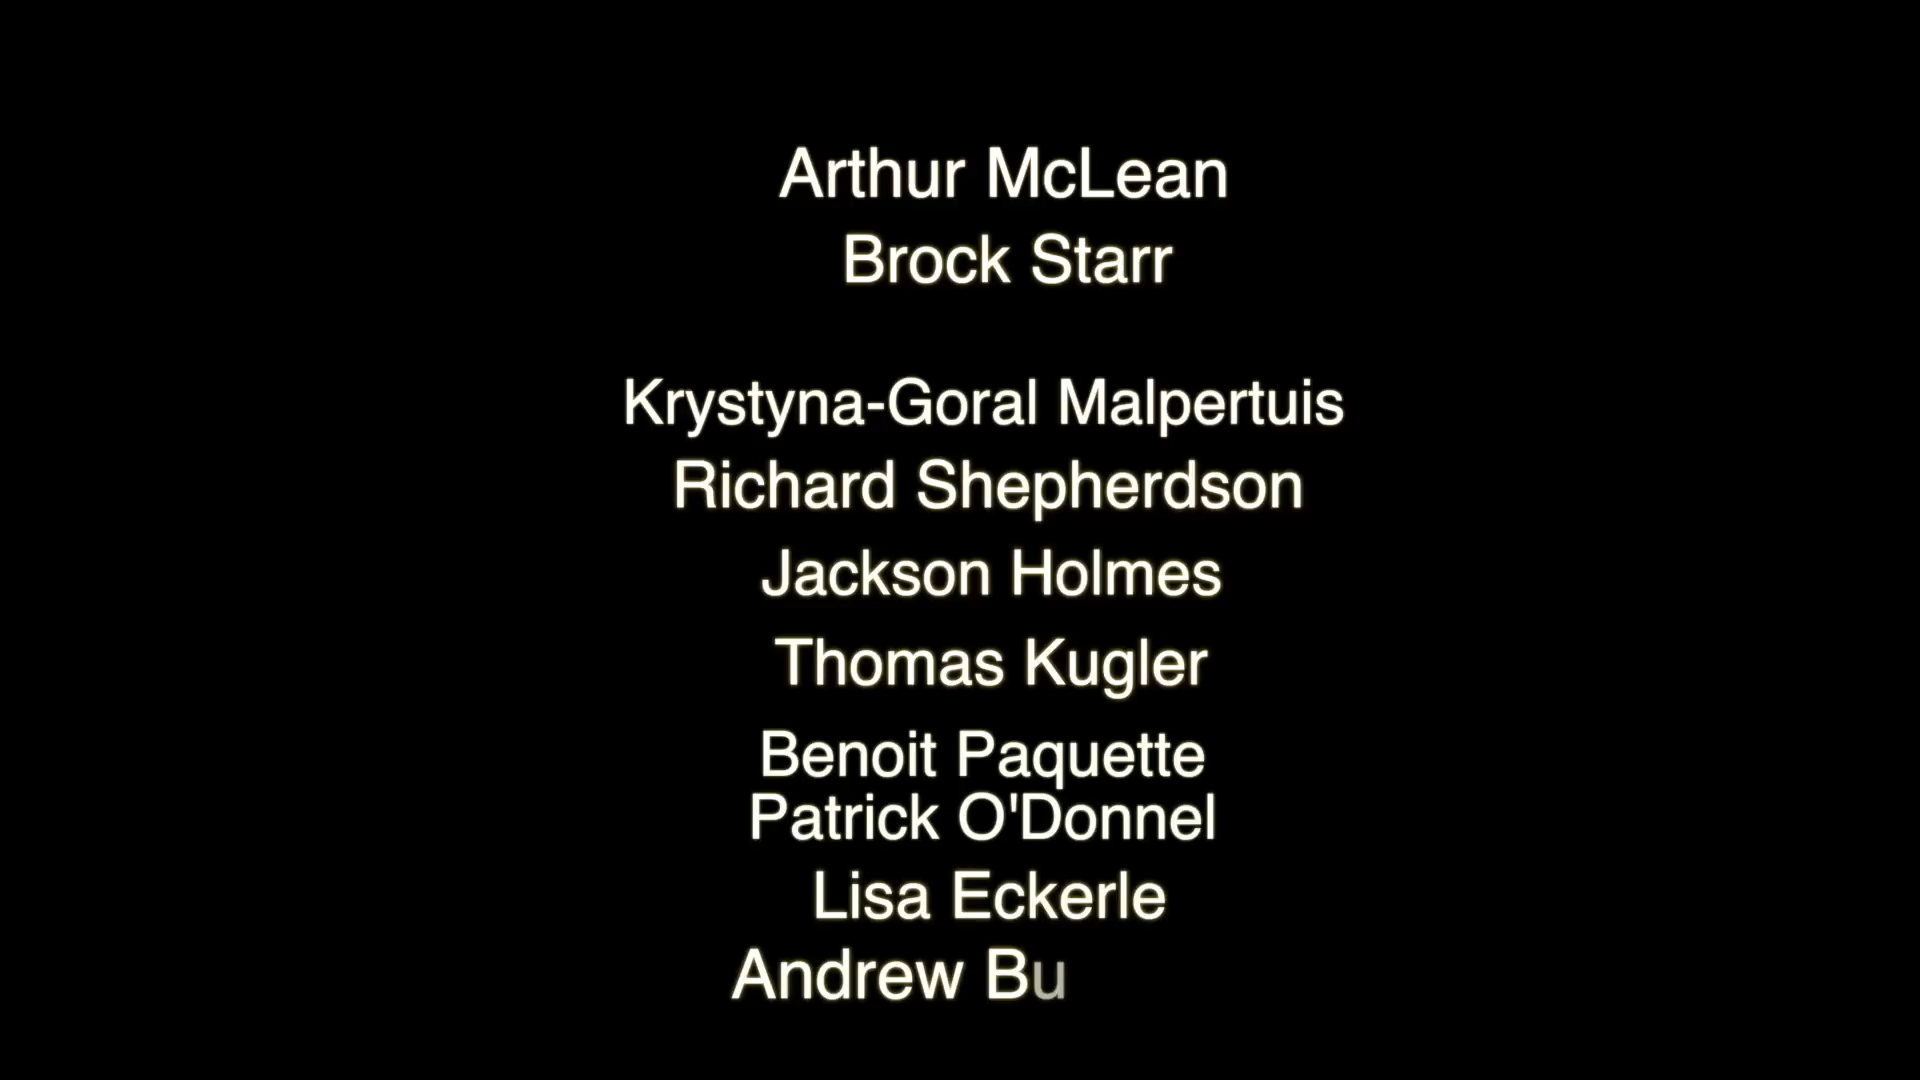 Arthur McLean
Brock Starr
Krystyna-Goral Malpertuis
Richard Shepherdson
Jackson Holmes
Thomas Kugler
Benoit Paquette
Patrick O'Donnel
Lisa Eckerle
Andrew Bu